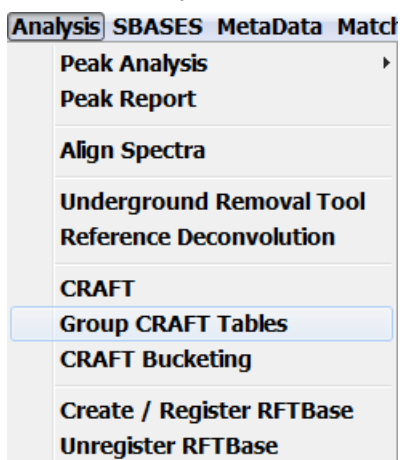 Analysis SBASES MetaData Match
Peak Analysis
Peak Report
Align Spectra
Underground Removal Tool
Reference Deconvolution
CRAFT
Group CRAFT Tables
CRAFT Bucketing
Create / Register RFTBase
Unregister RFTBase